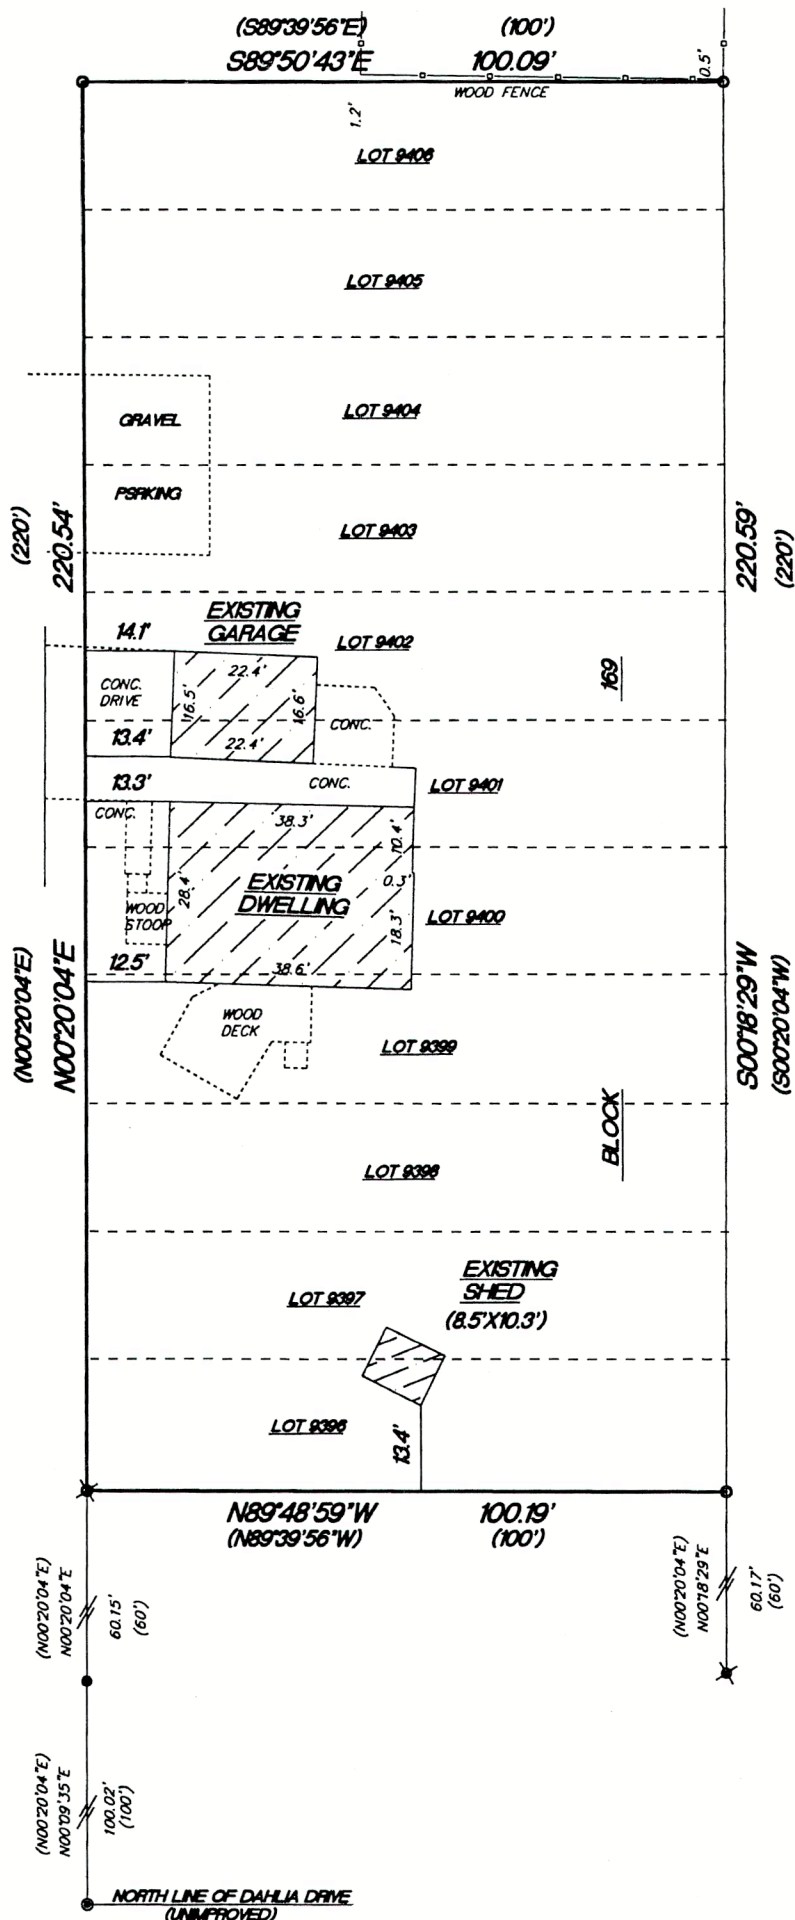 (S89°39'56"E) (100')
S89°50'43"E 100.09'
0.5'
WOOD FENCE
1.2'
LOT 9406
LOT 9405
LOT 9404
GRAVEL
PSRKING
LOT 9403
(220')
220.54'
220.59'
(220')
EXISTING
GARAGE
14.1'
LOT 9402
22.4'
CONC.
DRIVE
16.5'
16.6'
CONC.
169
13.4'
22.4'
13.3'
CONC.
LOT 9401
CONC.
38.3'
10.4'
28.4'
EXISTING
DWELLING
0.3'
WOOD
STOOP
18.3'
LOT 9400
12.5'
38.6'
(N00°20'04"E)
N00°20'04"E
S00°18'29"W
(S00°20'04"W)
WOOD
DECK
LOT 9399
BLOCK
LOT 9398
EXISTING
SHED
(8.5'X10.3')
LOT 9397
LOT 9396
13.4'
N89°48'59"W 100.19'
(N89°39'56"W) (100')
(N00°20'04"E)
N00°20'04"E
60.15'
(60')
(N00°20'04"E)
N00°18'29"E
60.17'
(60')
(N00°20'04"E)
N00°09'35"E
100.02'
(100')
NORTH LINE OF DAHLIA DRIVE
(UNIMPROVED)